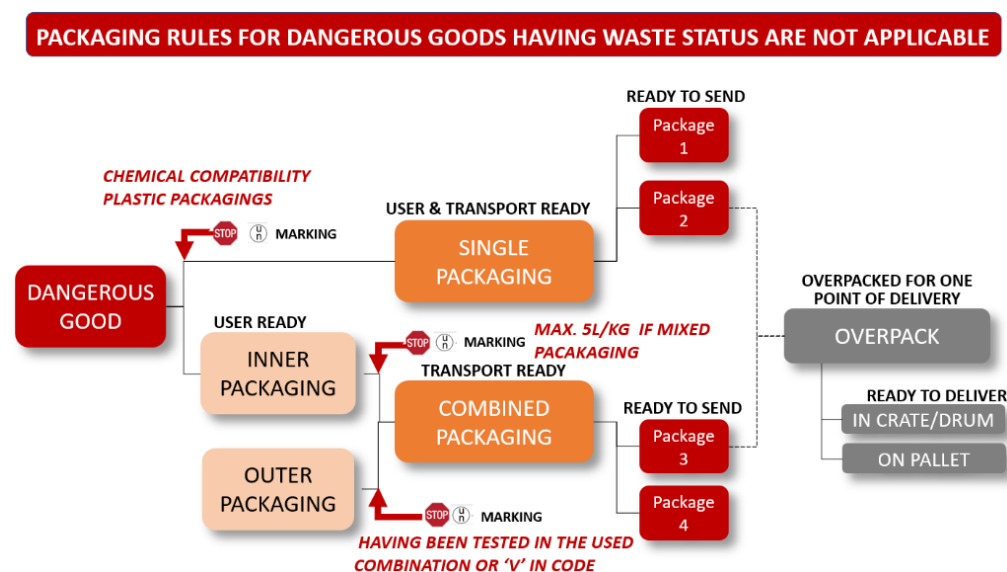 PACKAGING RULES FOR DANGEROUS GOODS HAVING WASTE STATUS ARE NOT APPLICABLE
READY TO SEND
Package
1
CHEMICAL COMPATIBILITY
PLASTIC PACKAGINGS
Package
2
USER & TRANSPORT READY
STOP un MARKING
SINGLE
PACKAGING
DANGEROUS
GOOD
OVERPACKED FOR ONE
POINT OF DELIVERY
OVERPACK
USER READY
INNER
PACKAGING
STOP un MARKING
MAX. 5L/KG IF MIXED
PACAKAGING
TRANSPORT READY
COMBINED
PACKAGING
READY TO SEND
Package
3
READY TO DELIVER
IN CRATE/DRUM
ON PALLET
OUTER
PACKAGING
Package
4
STOP un MARKING
HAVING BEEN TESTED IN THE USED
COMBINATION OR ‘V’ IN CODE